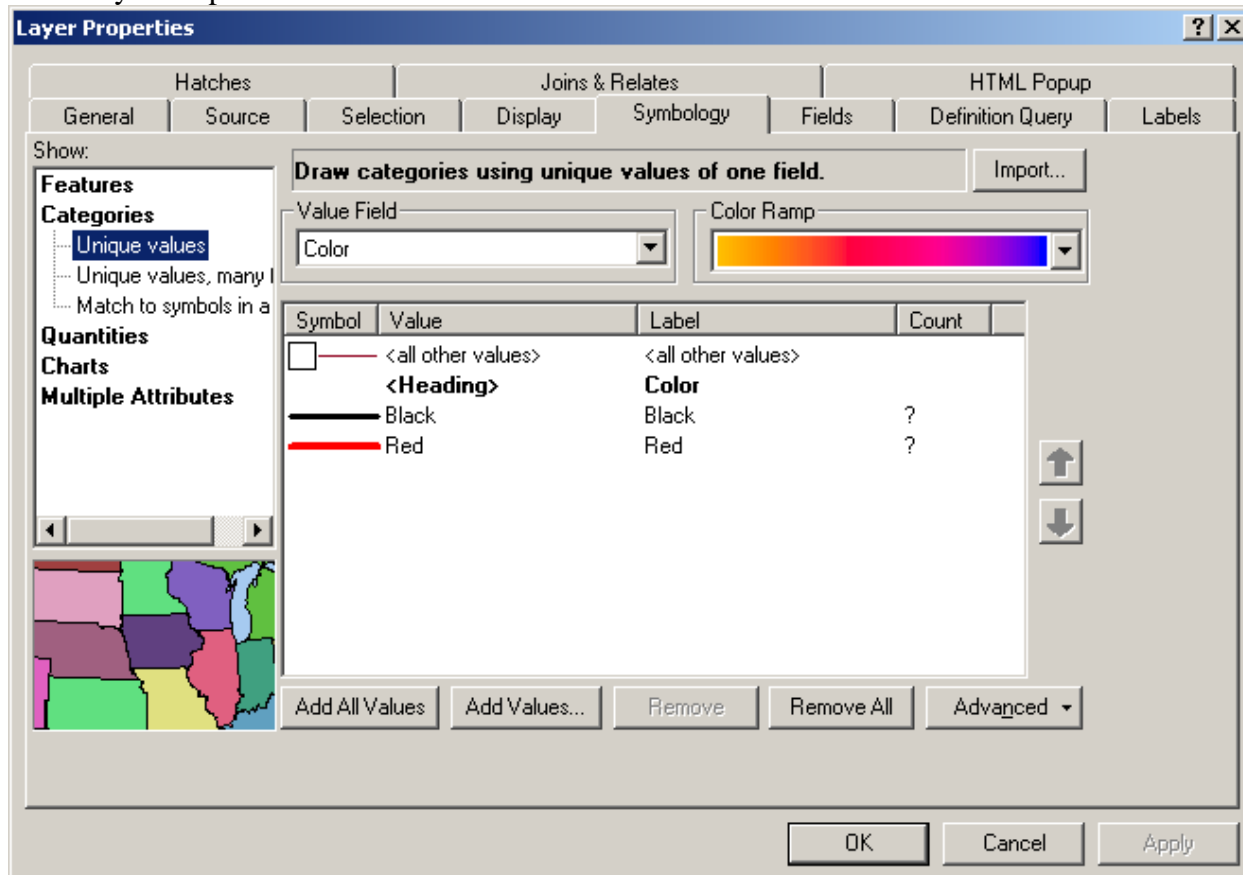 Layer Properties
? X
Hatches Joins & Relates HTML Popup
General Source Selection Display Symbology Fields Definition Query Labels
Show:
Features
Categories
Unique values
Unique values, many
Match to symbols in a
Quantities
Charts
Multiple Attributes
Draw categories using unique values of one field.
Import...
Value Field
Color
Color Ramp
Symbol Value Label Count
<all other values> <all other values>
<Heading> Color
Black Black ?
Red Red ?
Add All Values Add Values... Remove Remove All Advanced
OK Cancel Apply